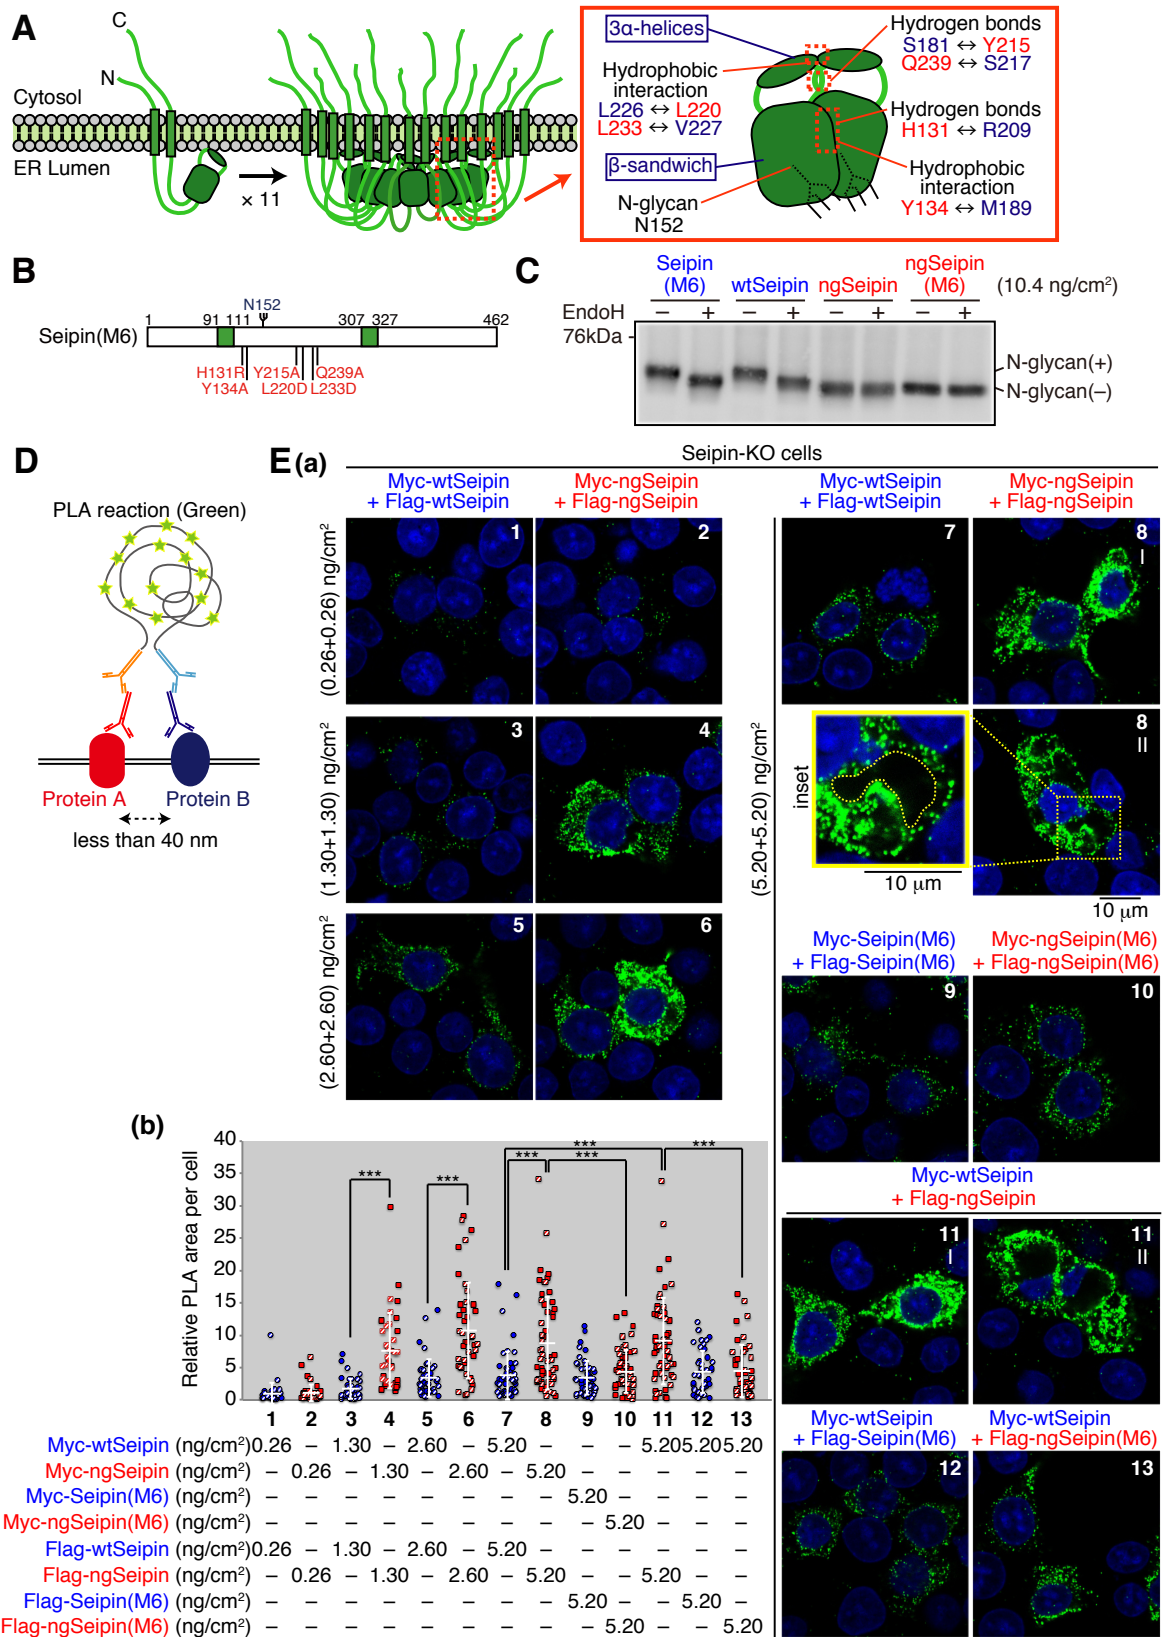 A
C
N
Cytosol
ER Lumen
× 11
3α-helices
Hydrophobic
interaction
L226 ↔ L220
L233 ↔ V227
β-sandwich
N-glycan
N152
Hydrogen bonds
S181 ↔ Y215
Q239 ↔ S217
Hydrogen bonds
H131 ↔ R209
Hydrophobic
interaction
Y134 ↔ M189
B
N152
Ψ
1 91 111 307 327 462
Seipin(M6)
H131R Y215A Q239A
Y134A L220D L233D
C
Seipin
(M6) wtSeipin ngSeipin ngSeipin
(M6) (10.4 ng/cm²)
EndoH − + − + − + − +
76kDa
N-glycan(+)
N-glycan(–)
D
PLA reaction (Green)
Protein A Protein B
less than 40 nm
E (a)
Seipin-KO cells
Myc-wtSeipin
+ Flag-wtSeipin
Myc-ngSeipin
+ Flag-ngSeipin
Myc-wtSeipin
+ Flag-wtSeipin
Myc-ngSeipin
+ Flag-ngSeipin
(0.26+0.26) ng/cm²
1 2
(1.30+1.30) ng/cm²
3 4
(2.60+2.60) ng/cm²
5 6
(5.20+5.20) ng/cm²
7
8
I
inset
10 μm
8
II
10 μm
Myc-Seipin(M6)
+ Flag-Seipin(M6)
Myc-ngSeipin(M6)
+ Flag-ngSeipin(M6)
9 10
Myc-wtSeipin
+ Flag-ngSeipin
11
I
11
II
Myc-wtSeipin
+ Flag-Seipin(M6)
Myc-wtSeipin
+ Flag-ngSeipin(M6)
12 13
(b)
Relative PLA area per cell
40
35
30
25
20
15
10
5
0
*** *** *** *** *** ***
1 2 3 4 5 6 7 8 9 10 11 12 13
Myc-wtSeipin (ng/cm²) 0.26 – 1.30 – 2.60 – 5.20 – – – 5.20 5.20 5.20
Myc-ngSeipin (ng/cm²) – 0.26 – 1.30 – 2.60 – 5.20 – – – – –
Myc-Seipin(M6) (ng/cm²) – – – – – – – – 5.20 – – – –
Myc-ngSeipin(M6) (ng/cm²) – – – – – – – – – 5.20 – – –
Flag-wtSeipin (ng/cm²) 0.26 – 1.30 – 2.60 – 5.20 – – – – – –
Flag-ngSeipin (ng/cm²) – 0.26 – 1.30 – 2.60 – 5.20 – – 5.20 – –
Flag-Seipin(M6) (ng/cm²) – – – – – – – – 5.20 – – 5.20 –
Flag-ngSeipin(M6) (ng/cm²) – – – – – – – – – 5.20 – – 5.20